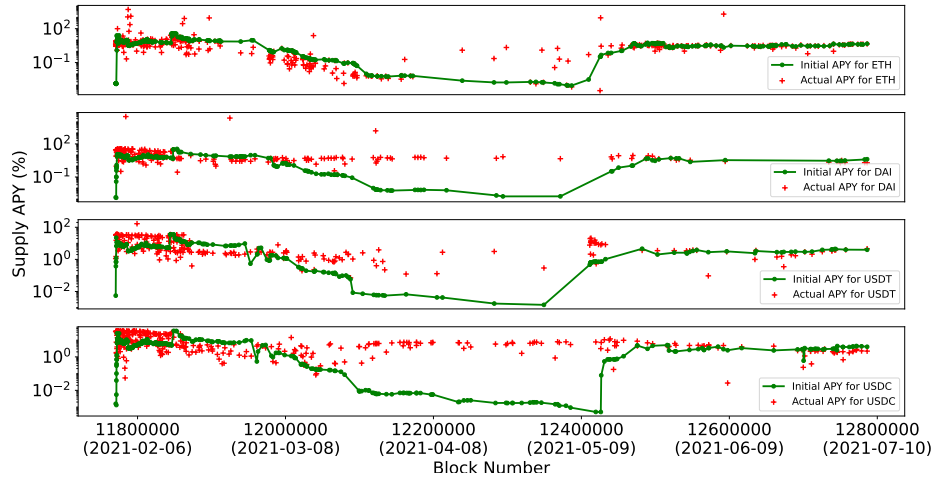 Supply APY (%)
10²
10⁻¹
Initial APY for ETH
Actual APY for ETH
10²
10⁻¹
Initial APY for DAI
Actual APY for DAI
10²
10⁰
10⁻²
Initial APY for USDT
Actual APY for USDT
10⁰
10⁻²
Initial APY for USDC
Actual APY for USDC
11800000 12000000 12200000 12400000 12600000 12800000
(2021-02-06) (2021-03-08) (2021-04-08) (2021-05-09) (2021-06-09) (2021-07-10)
Block Number